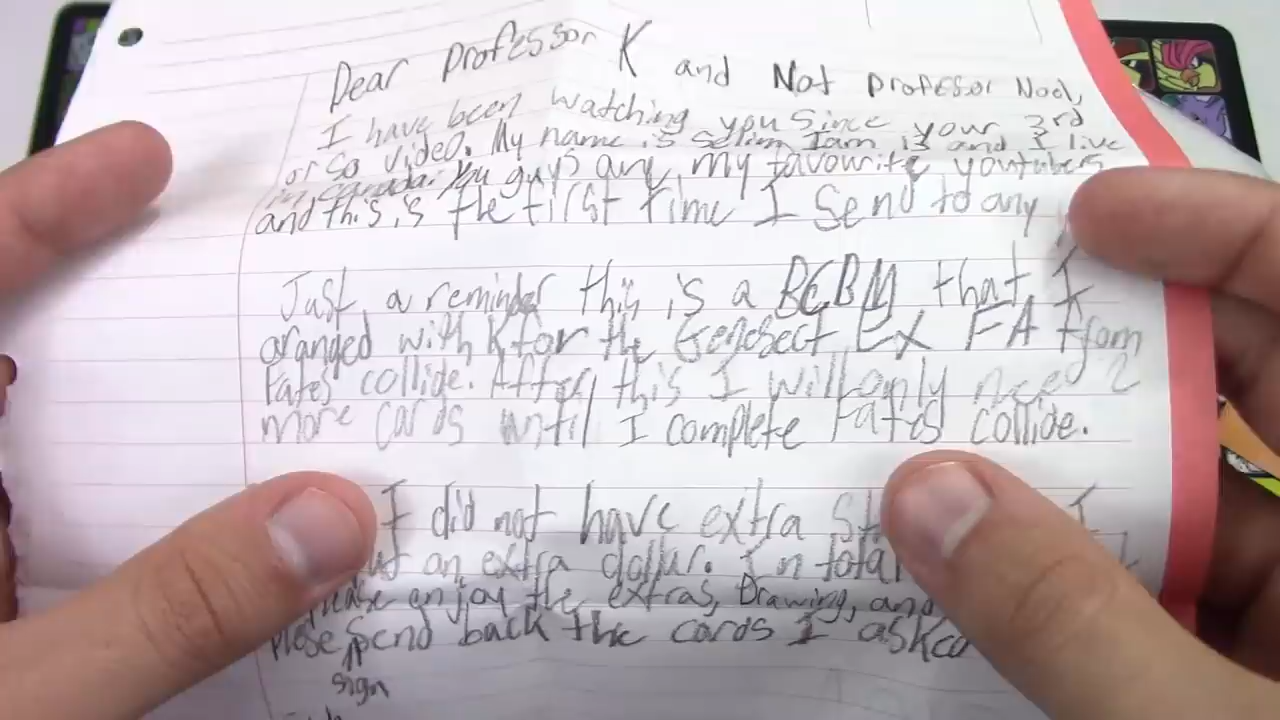 Dear Professor K and Not Professor Noel,
I have been watching you since your 3rd
or so video. My name is Selim I am 13 and I live
in Canada. You guys are my favourite youtubers
and this is the first time I send to any
Just a reminder this is a BCBM that I
aranged with K for the Genesect EX FA from
Fates collide. After this I will only need 2
more cards until I complete Fates collide.
I did not have extra I
an extra dollar. In total
Please enjoy the extras, Drawing, and
Please send back the cards I asked
sign